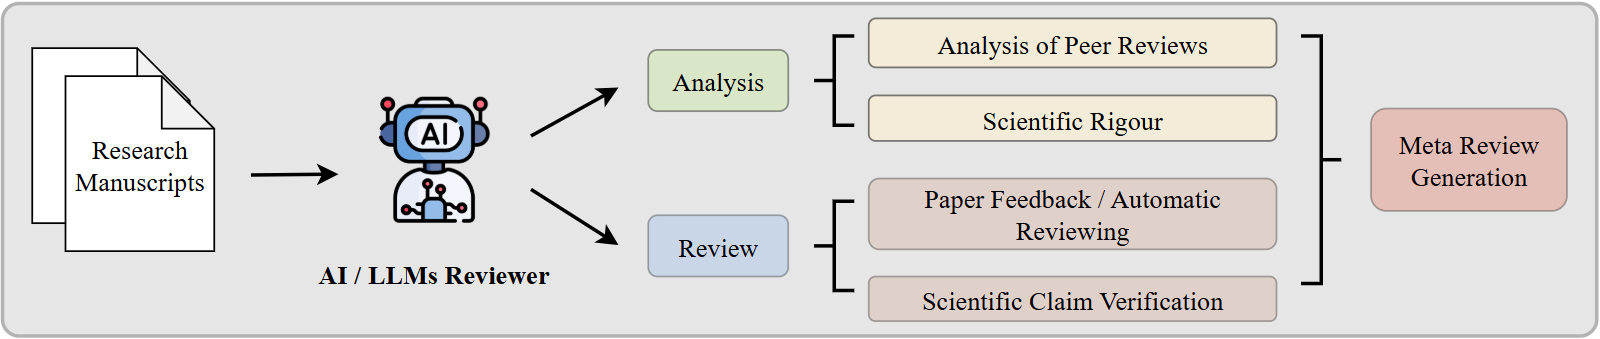 Research
Manuscripts
AI
AI / LLMs Reviewer
Analysis
Review
Analysis of Peer Reviews
Scientific Rigour
Paper Feedback / Automatic
Reviewing
Scientific Claim Verification
Meta Review
Generation